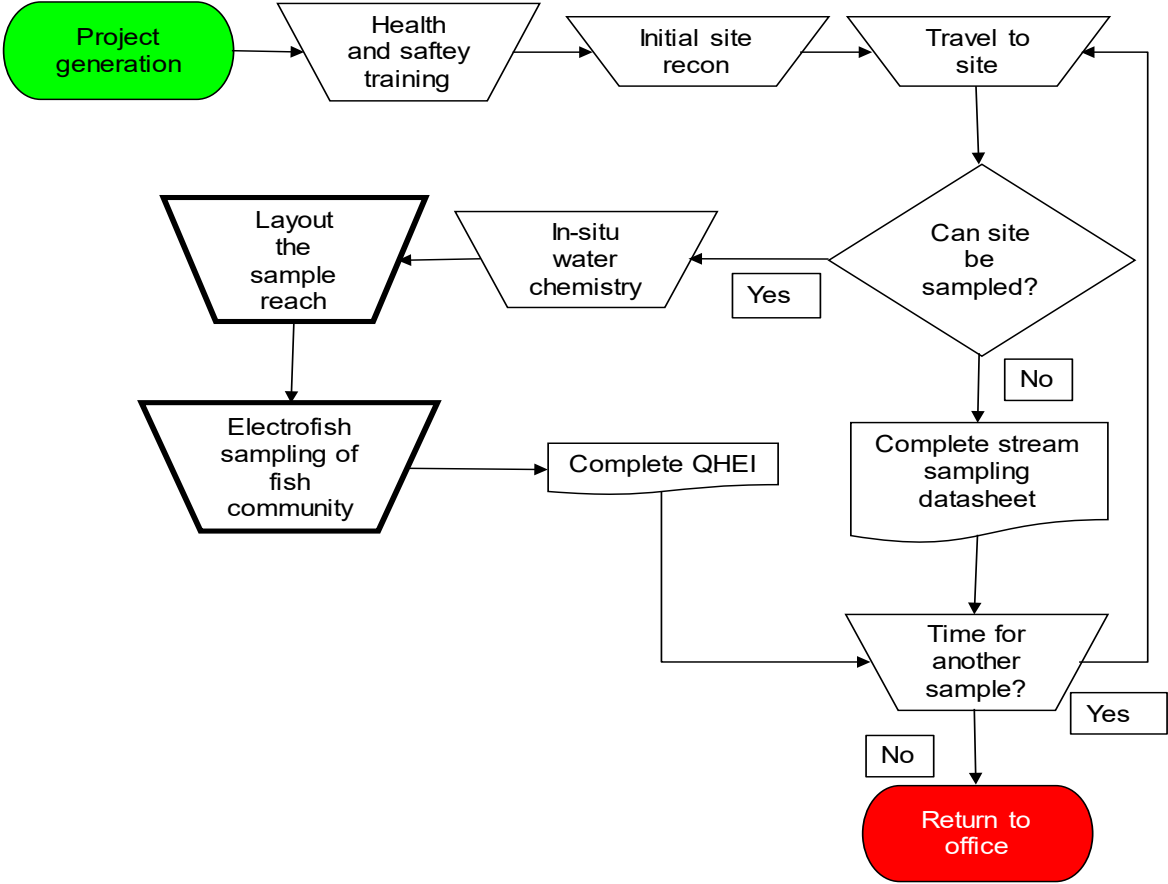 Project
generation
Health
and saftey
training
Initial site
recon
Travel to
site
Can site
be
sampled?
Yes
In-situ
water
chemistry
Layout
the
sample
reach
Electrofish
sampling of
fish
community
Complete QHEI
No
Complete stream
sampling
datasheet
Time for
another
sample?
Yes
No
Return to
office